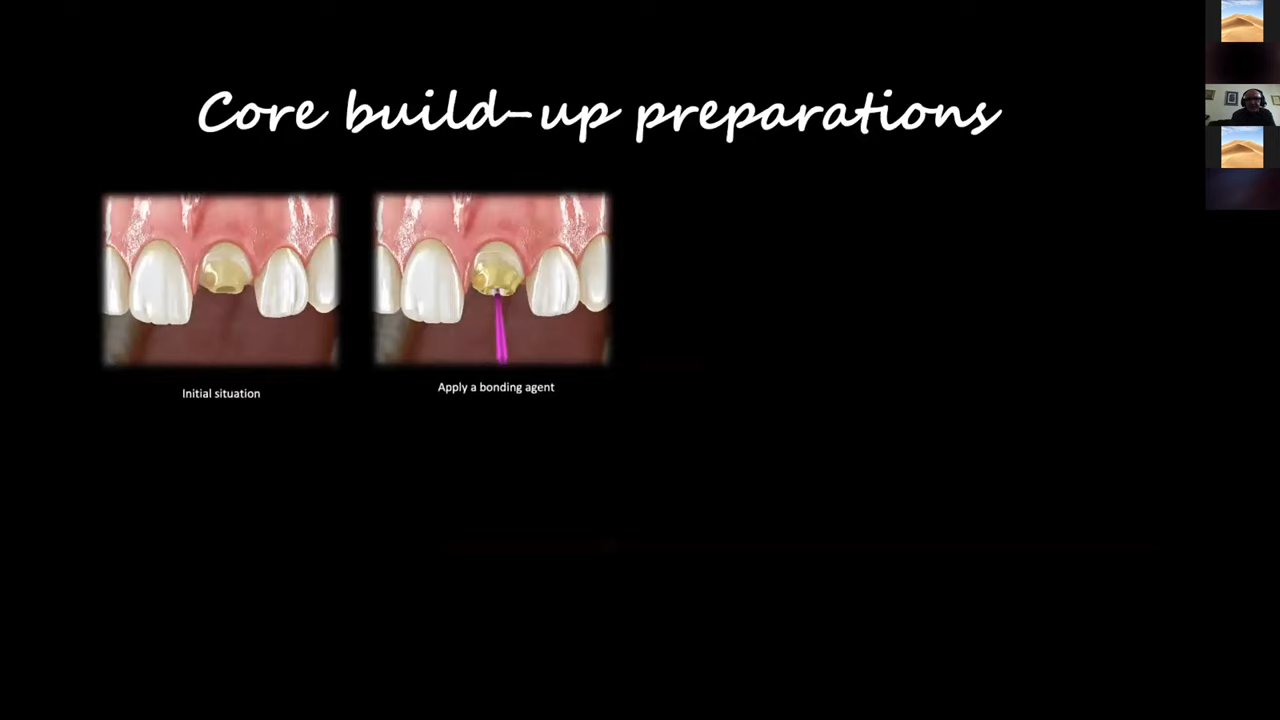 Core build-up preparations
Initial situation
Apply a bonding agent